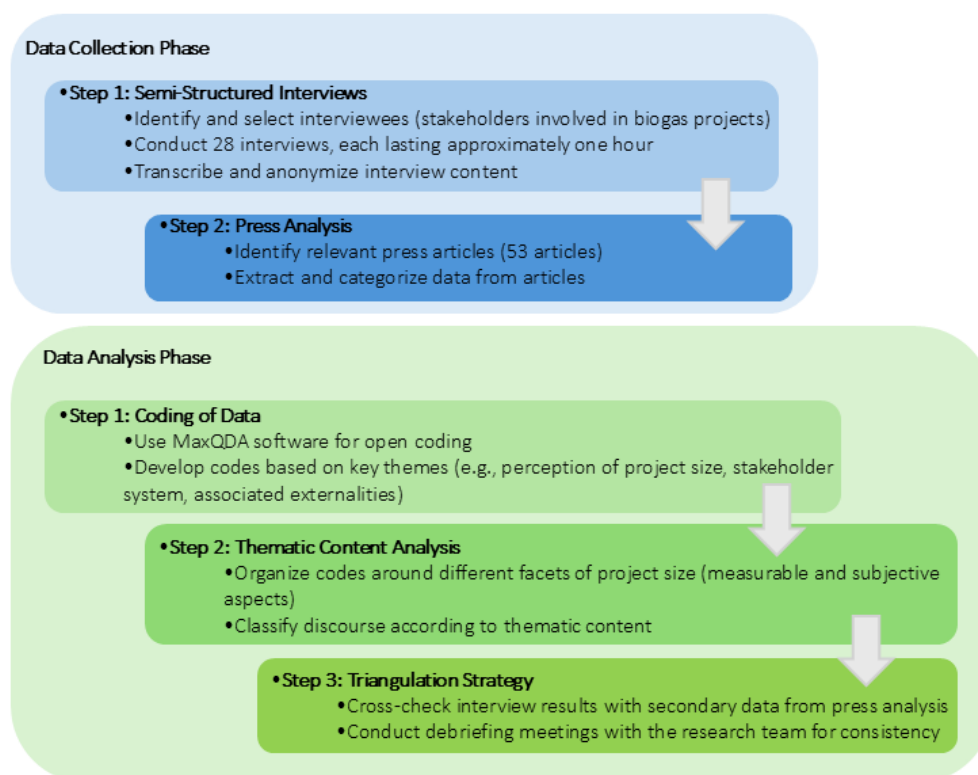 Data Collection Phase
•Step 1: Semi-Structured Interviews
•Identify and select interviewees (stakeholders involved in biogas projects)
•Conduct 28 interviews, each lasting approximately one hour
•Transcribe and anonymize interview content
•Step 2: Press Analysis
•Identify relevant press articles (53 articles)
•Extract and categorize data from articles
Data Analysis Phase
•Step 1: Coding of Data
•Use MaxQDA software for open coding
•Develop codes based on key themes (e.g., perception of project size, stakeholder
system, associated externalities)
•Step 2: Thematic Content Analysis
•Organize codes around different facets of project size (measurable and subjective
aspects)
•Classify discourse according to thematic content
•Step 3: Triangulation Strategy
•Cross-check interview results with secondary data from press analysis
•Conduct debriefing meetings with the research team for consistency